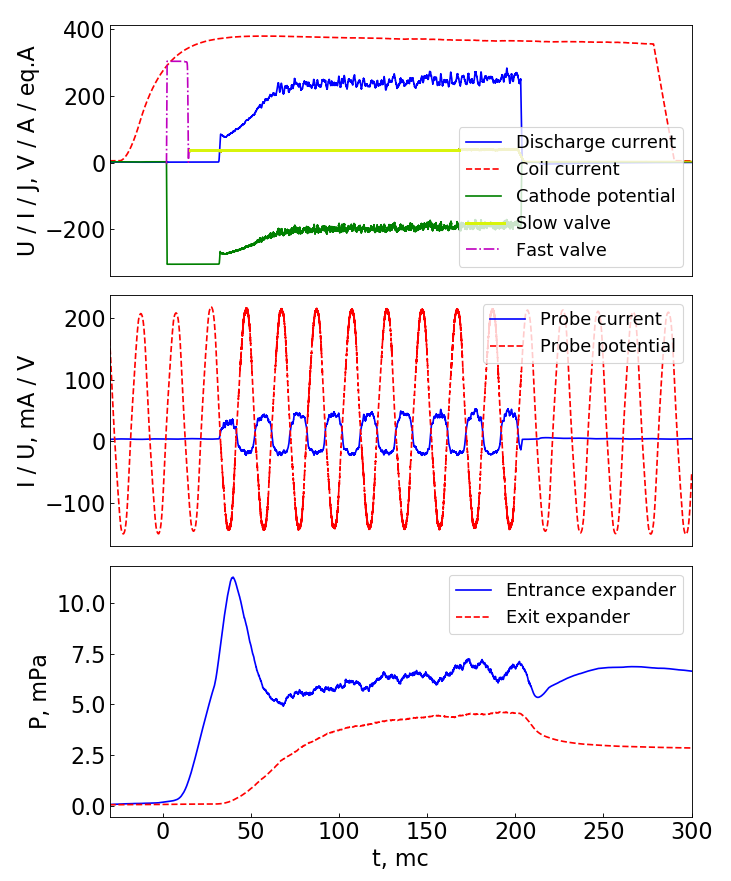 400
200
0
−200
U / I / J, V / A / eq.A
Discharge current
Coil current
Cathode potential
Slow valve
Fast valve
200
100
0
−100
I / U, mA / V
Probe current
Probe potential
10.0
7.5
5.0
2.5
0.0
P, mPa
Entrance expander
Exit expander
0 50 100 150 200 250 300
t, mc